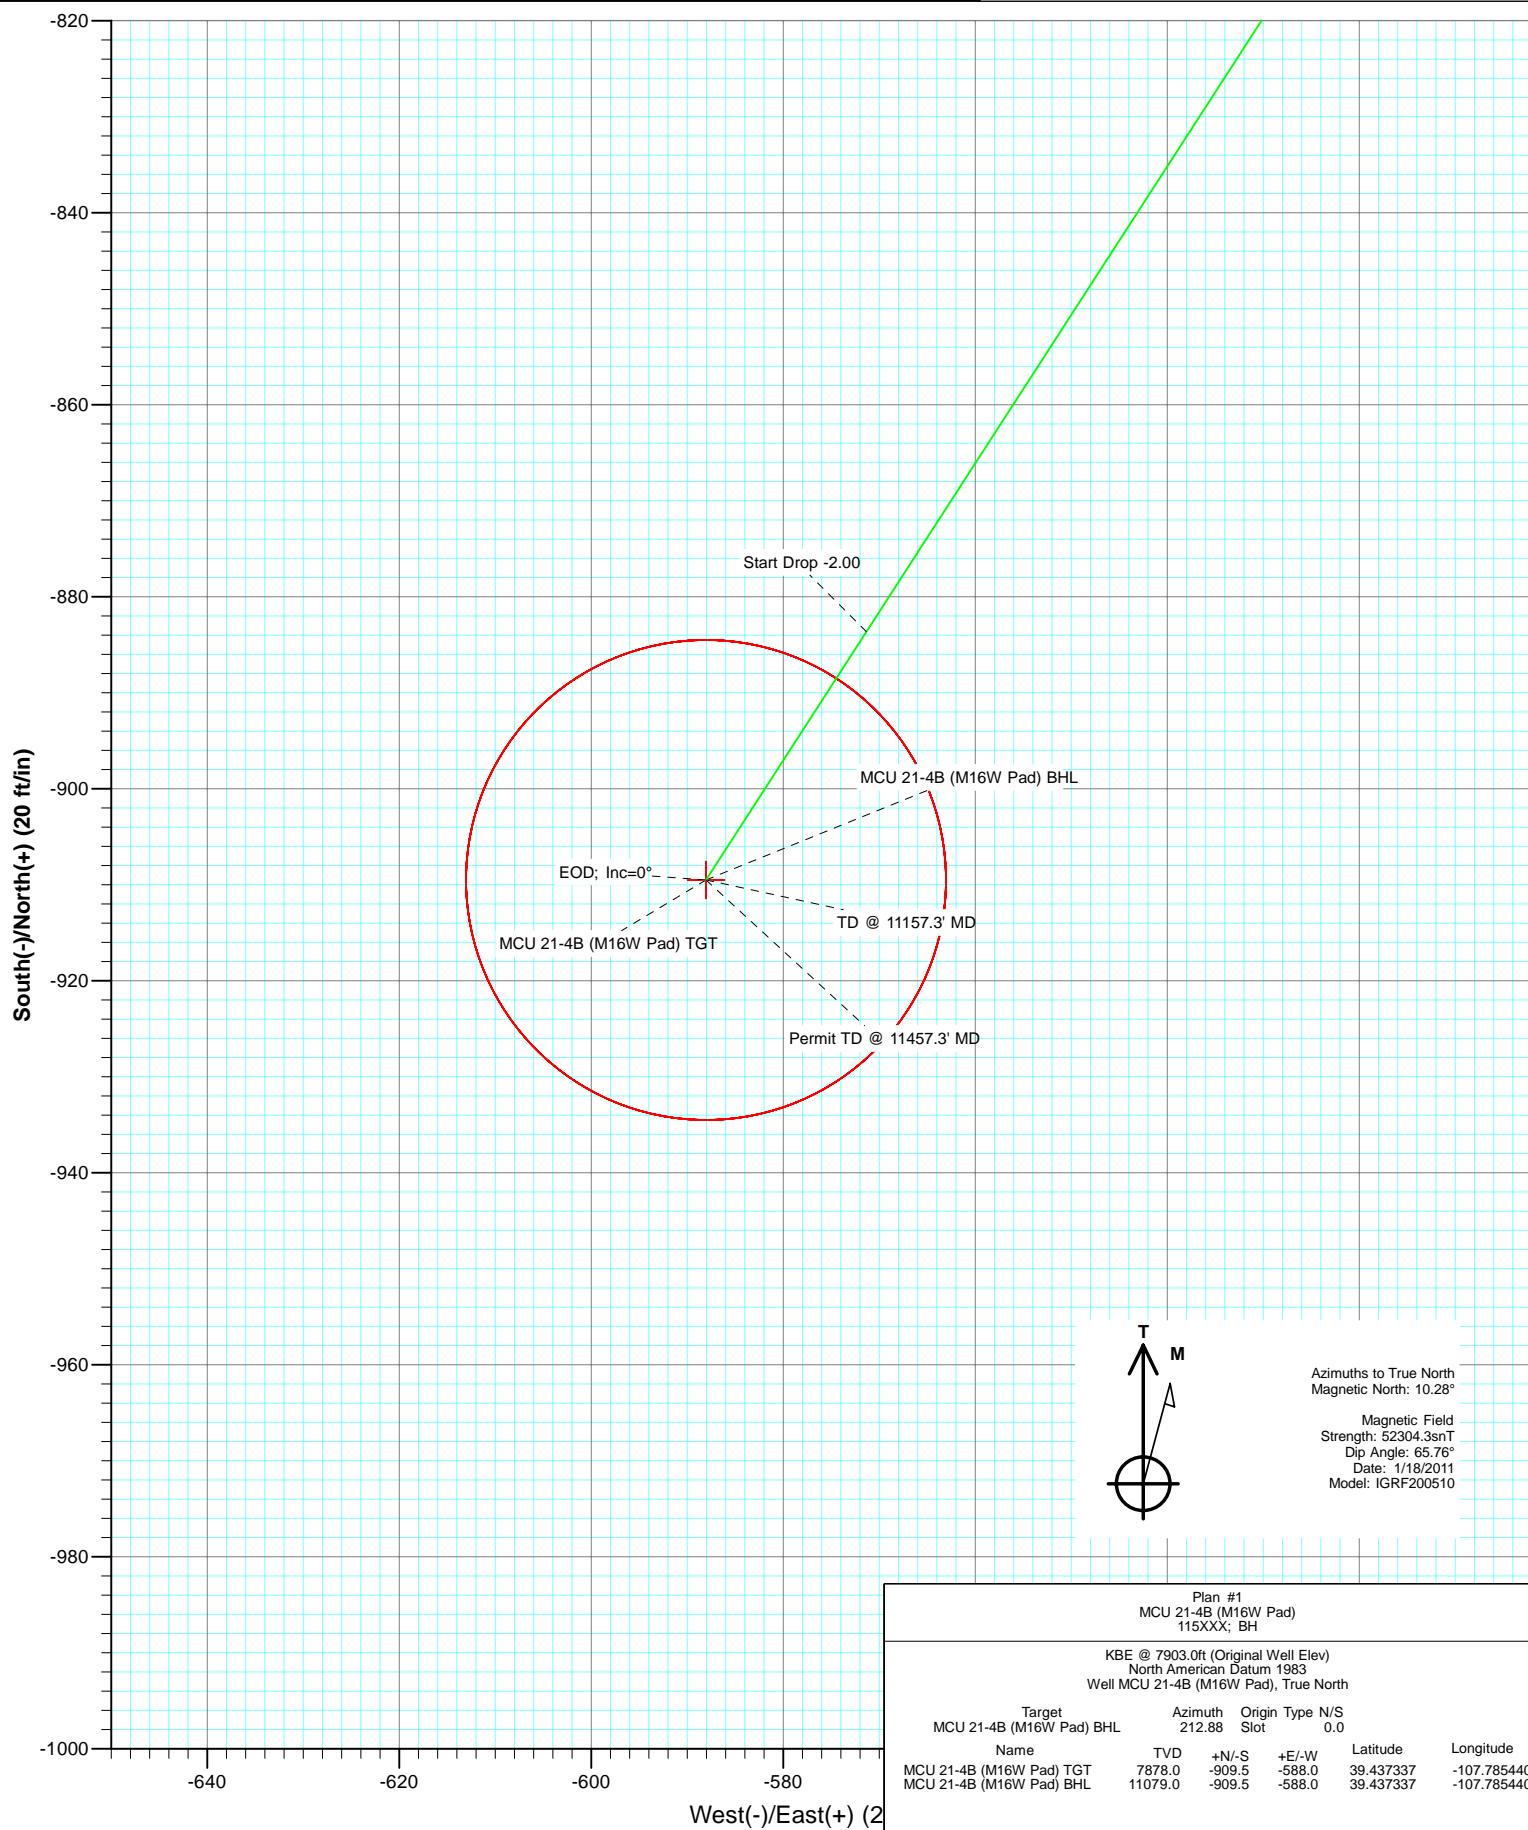 -820
-840
-860
-880
-900
-920
-940
-960
-980
-1000
South(-)/North(+) (20 ft/in)
Start Drop -2.00
MCU 21-4B (M16W Pad) BHL
EOD; Inc=0°
TD @ 11157.3' MD
MCU 21-4B (M16W Pad) TGT
Permit TD @ 11457.3' MD
T
M
Azimuths to True North
Magnetic North: 10.28°
Magnetic Field
Strength: 52304.3snT
Dip Angle: 65.76°
Date: 1/18/2011
Model: IGRF200510
-640
-620
-600
-580
West(-)/East(+) (2
Plan #1
MCU 21-4B (M16W Pad)
115XXX; BH
KBE @ 7903.0ft (Original Well Elev)
North American Datum 1983
Well MCU 21-4B (M16W Pad), True North
Target Azimuth Origin Type N/S
MCU 21-4B (M16W Pad) BHL 212.88 Slot 0.0
Name TVD +N/-S +E/-W Latitude Longitude
MCU 21-4B (M16W Pad) TGT 7878.0 -909.5 -588.0 39.437337 -107.785440
MCU 21-4B (M16W Pad) BHL 11079.0 -909.5 -588.0 39.437337 -107.785440